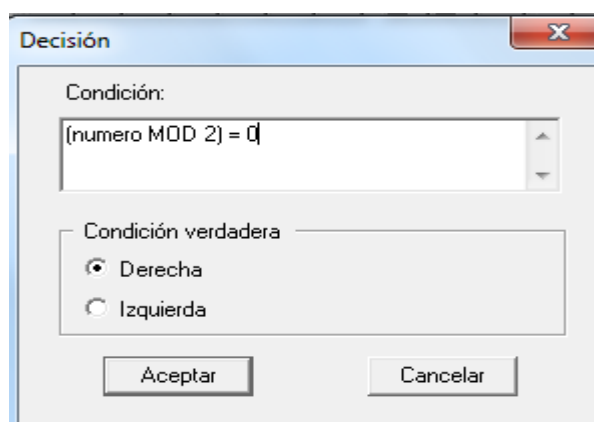 Decisión
Condición:
(numero MOD 2) = 0
Condición verdadera
Derecha
Izquierda
Aceptar
Cancelar